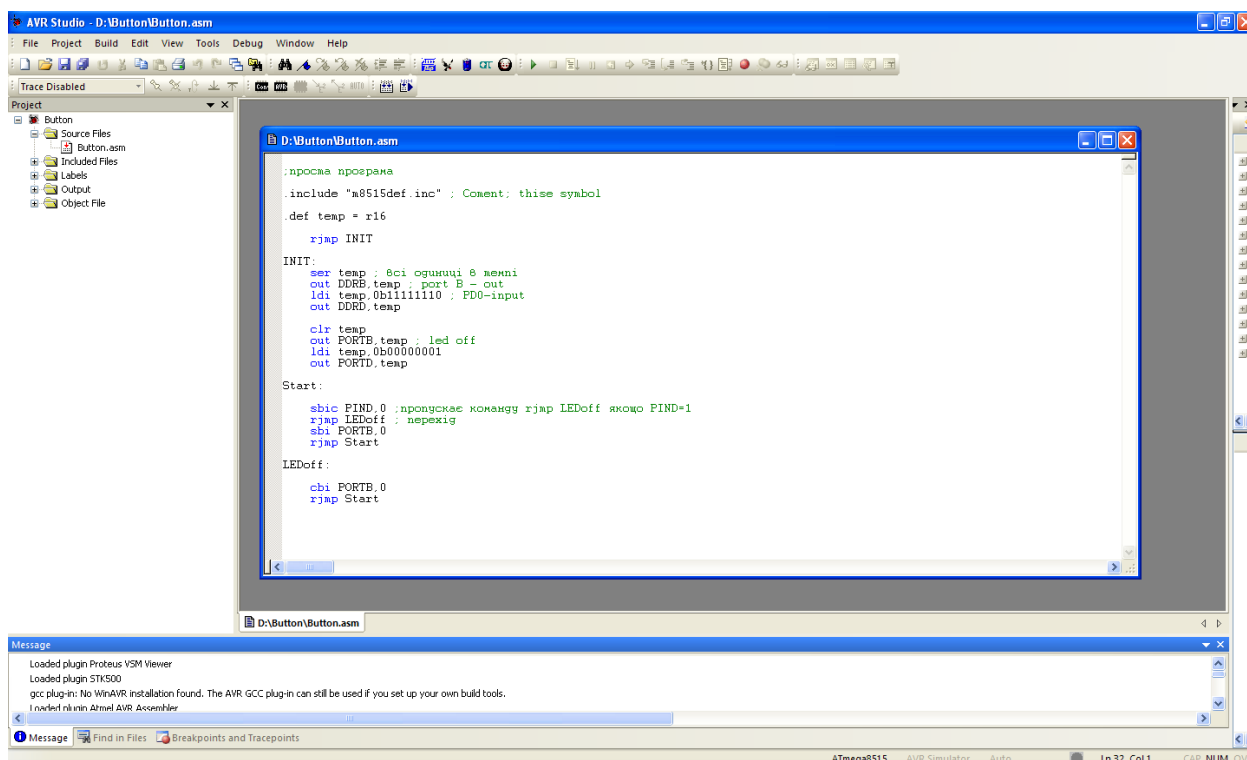 AVR Studio - D:\Button\Button.asm
File Project Build Edit View Tools Debug Window Help
Trace Disabled
Project
Button
Source Files
Button.asm
Included Files
Labels
Output
Object File
D:\Button\Button.asm
;проста програма
.include "m8515def.inc" ; Coment; thise symbol
.def temp = r16
rjmp INIT
INIT:
ser temp ; всі одиниці в темпі
out DDRB,temp ; port B - out
ldi temp,0b11111110 ; PD0-input
out DDRD,temp
clr temp
out PORTB,temp ; led off
ldi temp,0b00000001
out PORTD,temp
Start:
sbic PIND,0 ;пропускає команду rjmp LEDoff якщо PIND=1
rjmp LEDoff ; перехід
sbi PORTB,0
rjmp Start
LEDoff:
cbi PORTB,0
rjmp Start
D:\Button\Button.asm
Message
Loaded plugin Proteus VSM Viewer
Loaded plugin STK500
gcc plug-in: No WinAVR installation found. The AVR GCC plug-in can still be used if you set up your own build tools.
Loaded plugin Atmel AVR Assembler
Message Find in Files Breakpoints and Tracepoints
ATmega8515 AVR Simulator Auto Ln 32, Col 1 CAP NUM